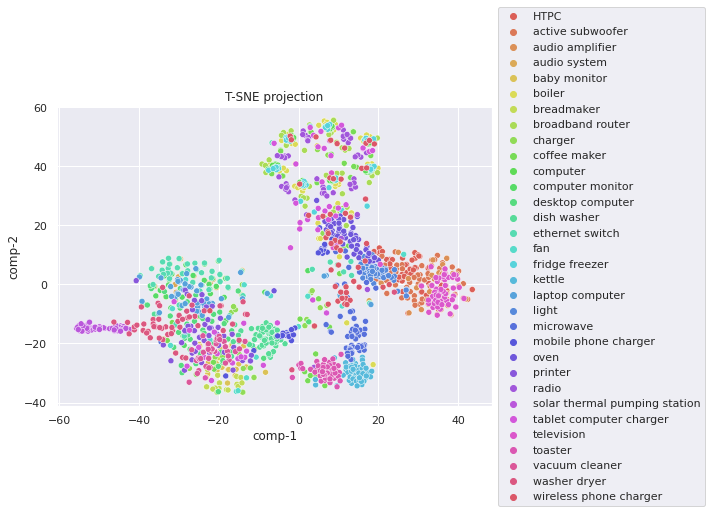 T-SNE projection
60
40
20
0
−20
−40
comp-2
−60
−40
−20
0
20
40
comp-1
HTPC
active subwoofer
audio amplifier
audio system
baby monitor
boiler
breadmaker
broadband router
charger
coffee maker
computer
computer monitor
desktop computer
dish washer
ethernet switch
fan
fridge freezer
kettle
laptop computer
light
microwave
mobile phone charger
oven
printer
radio
solar thermal pumping station
tablet computer charger
television
toaster
vacuum cleaner
washer dryer
wireless phone charger